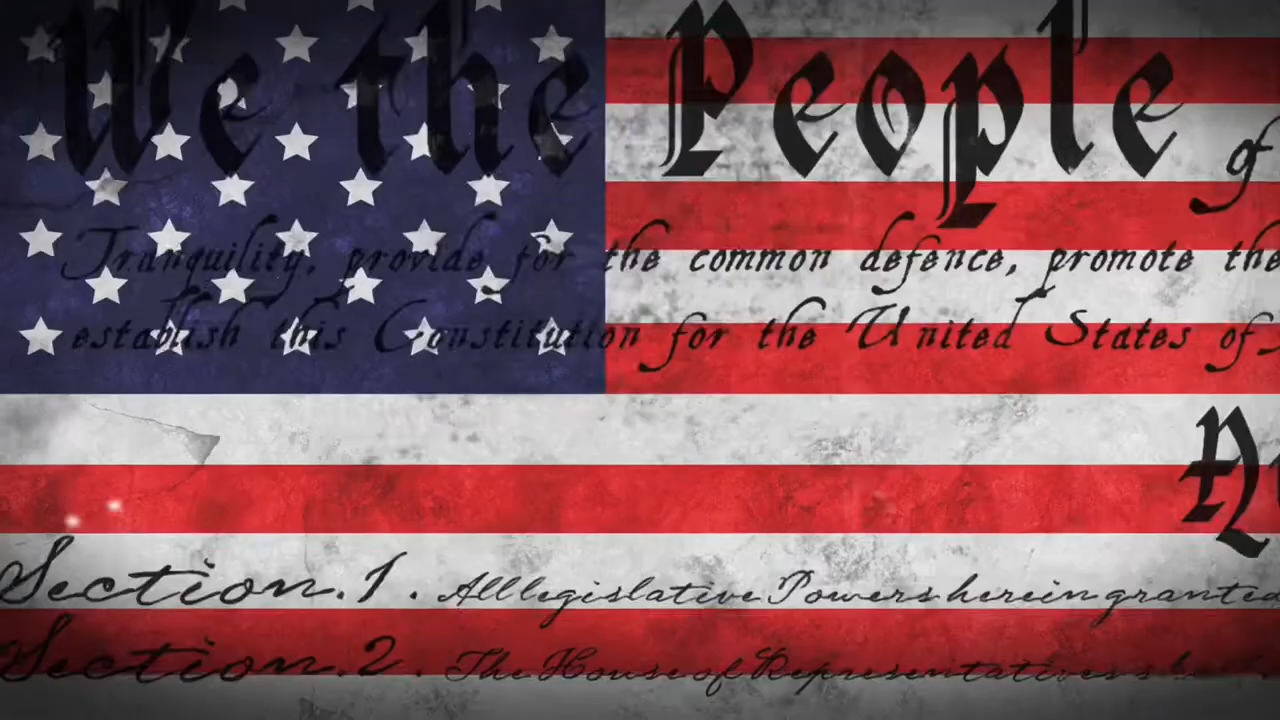 We the People of
Tranquility, provide for the common defence, promote the
establish this Constitution for the United States of
Section. 1. All legislative Powers herein granted
Section. 2. The House of Representatives